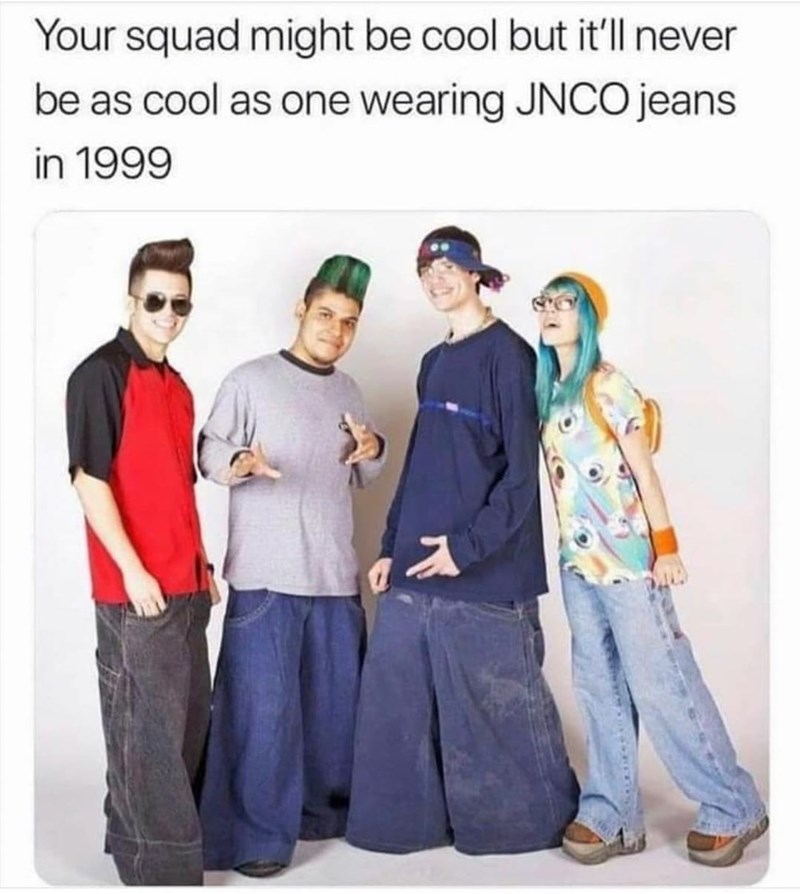 Your squad might be cool but it'll never
be as cool as one wearing JNCO jeans
in 1999